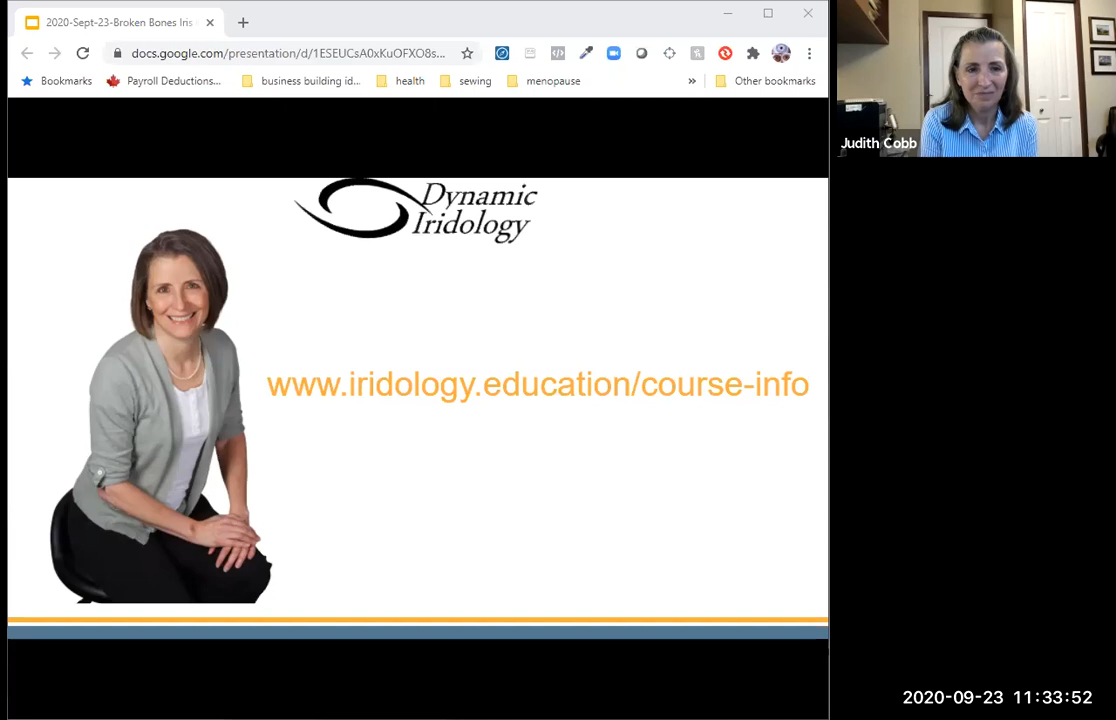 2020-Sept-23-Broken Bones Iris
docs.google.com/presentation/d/1ESEUCsA0xKuOFXO8s...
Bookmarks
Payroll Deductions...
business building id...
health
sewing
menopause
»
Other bookmarks
Judith Cobb
Dynamic
Iridology
www.iridology.education/course-info
2020-09-23 11:33:52